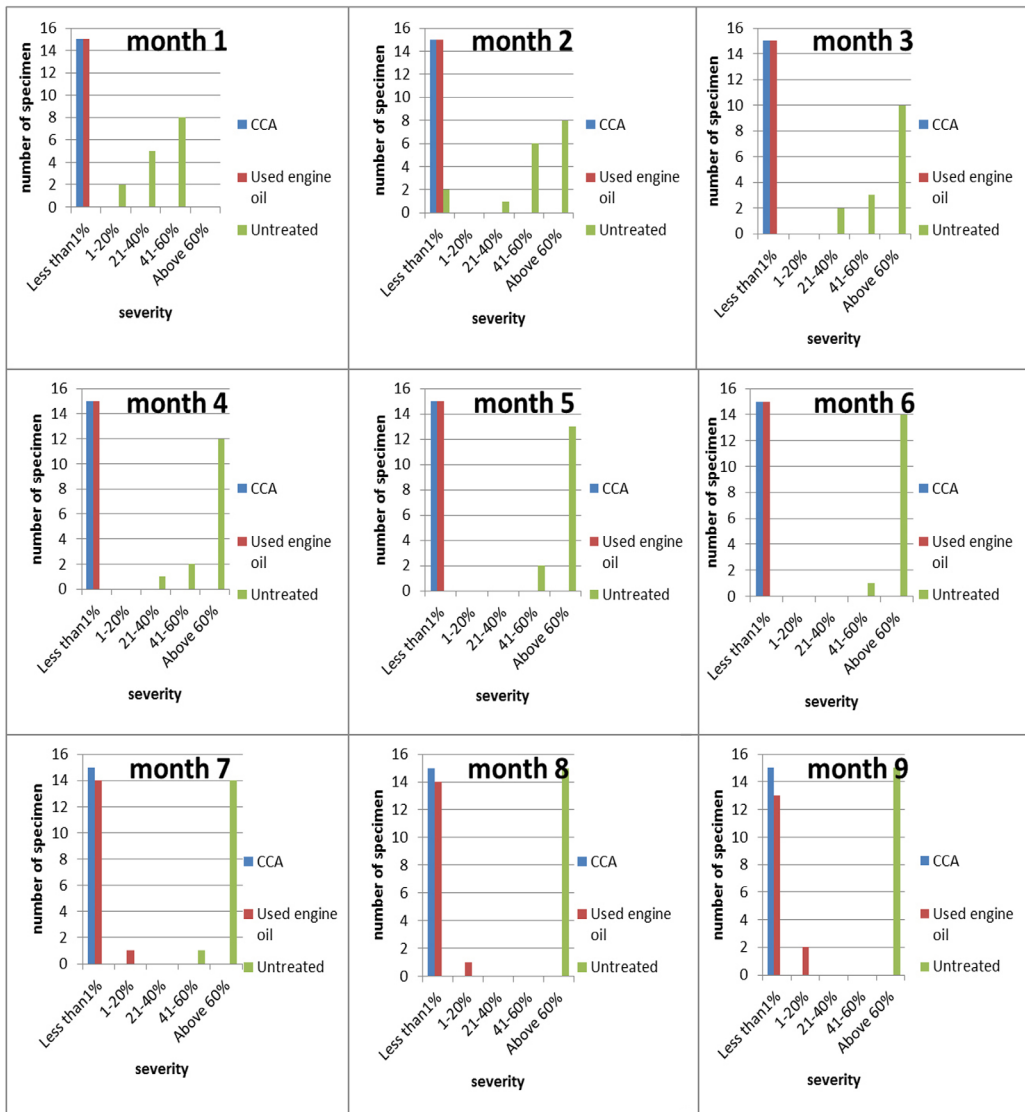 month 1
number of specimen
16
14
12
10
8
6
4
2
0
Less than1%
1-20%
21-40%
41-60%
Above 60%
severity
CCA
Used engine
oil
Untreated
month 2
number of specimen
16
14
12
10
8
6
4
2
0
Less than1%
1-20%
21-40%
41-60%
Above 60%
severity
CCA
Used engine
oil
Untreated
month 3
number of specimen
16
14
12
10
8
6
4
2
0
Less than1%
1-20%
21-40%
41-60%
Above 60%
severity
CCA
Used engine
oil
Untreated
month 4
number of specimen
16
14
12
10
8
6
4
2
0
Less than1%
1-20%
21-40%
41-60%
Above 60%
severity
CCA
Used engine
oil
Untreated
month 5
number of specimen
16
14
12
10
8
6
4
2
0
Less than1%
1-20%
21-40%
41-60%
Above 60%
severity
CCA
Used engine
oil
Untreated
month 6
number of specimen
16
14
12
10
8
6
4
2
0
Less than1%
1-20%
21-40%
41-60%
Above 60%
severity
CCA
Used engine
oil
Untreated
month 7
number of specimen
16
14
12
10
8
6
4
2
0
Less than1%
1-20%
21-40%
41-60%
Above 60%
severity
CCA
Used engine
oil
Untreated
month 8
number of specimen
16
14
12
10
8
6
4
2
0
Less than1%
1-20%
21-40%
41-60%
Above 60%
severity
CCA
Used engine
oil
Untreated
month 9
number of specimen
16
14
12
10
8
6
4
2
0
Less than1%
1-20%
21-40%
41-60%
Above 60%
severity
CCA
Used engine
oil
Untreated